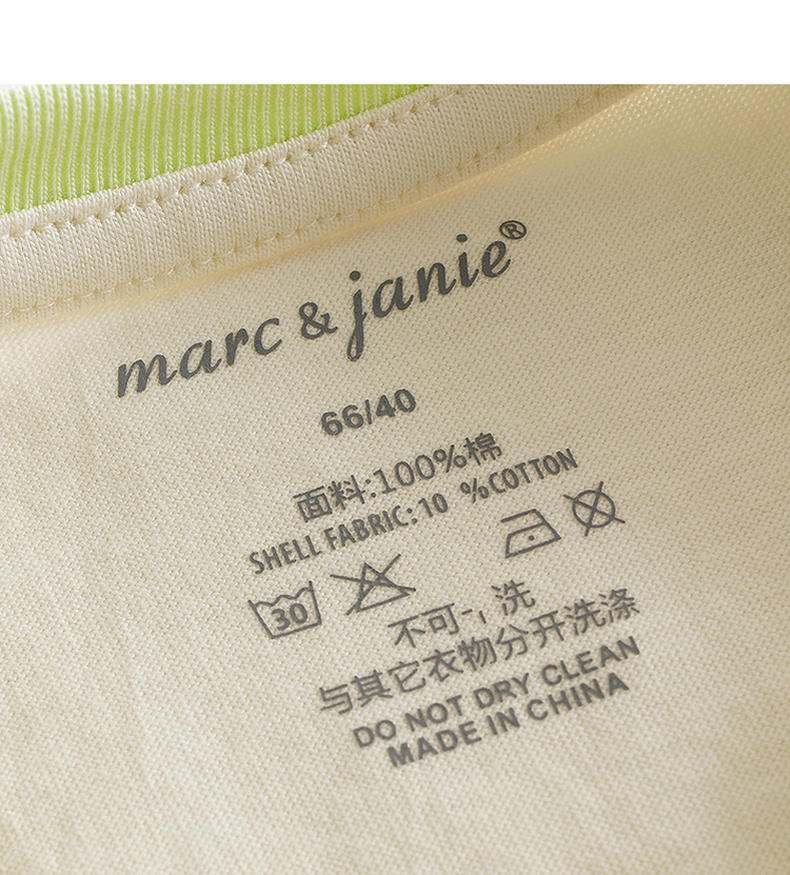 marc & janie®
66/40
面料:100%棉
SHELL FABRIC: 10 %COTTON
30
不可 洗
与其它衣物分开洗涤
DO NOT DRY CLEAN
MADE IN CHINA